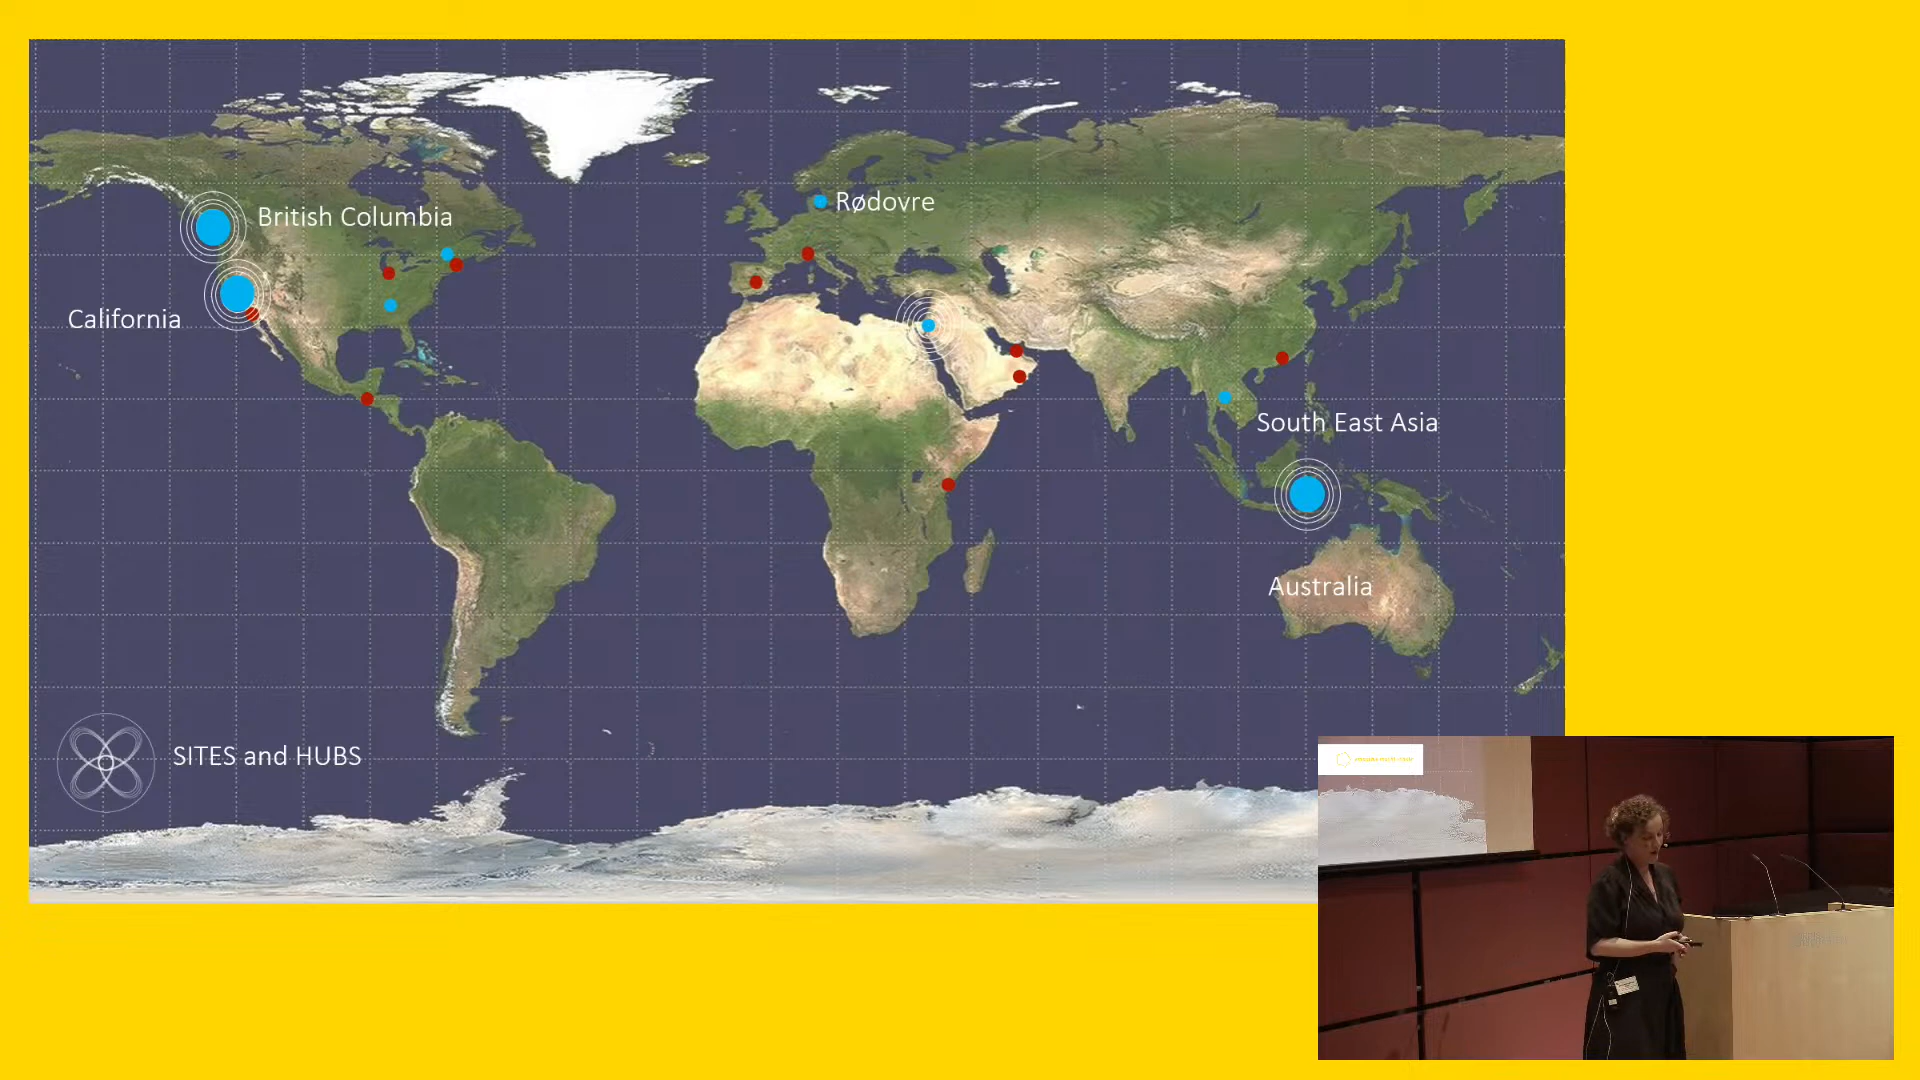 Rødovre
British Columbia
California
South East Asia
Australia
SITES and HUBS